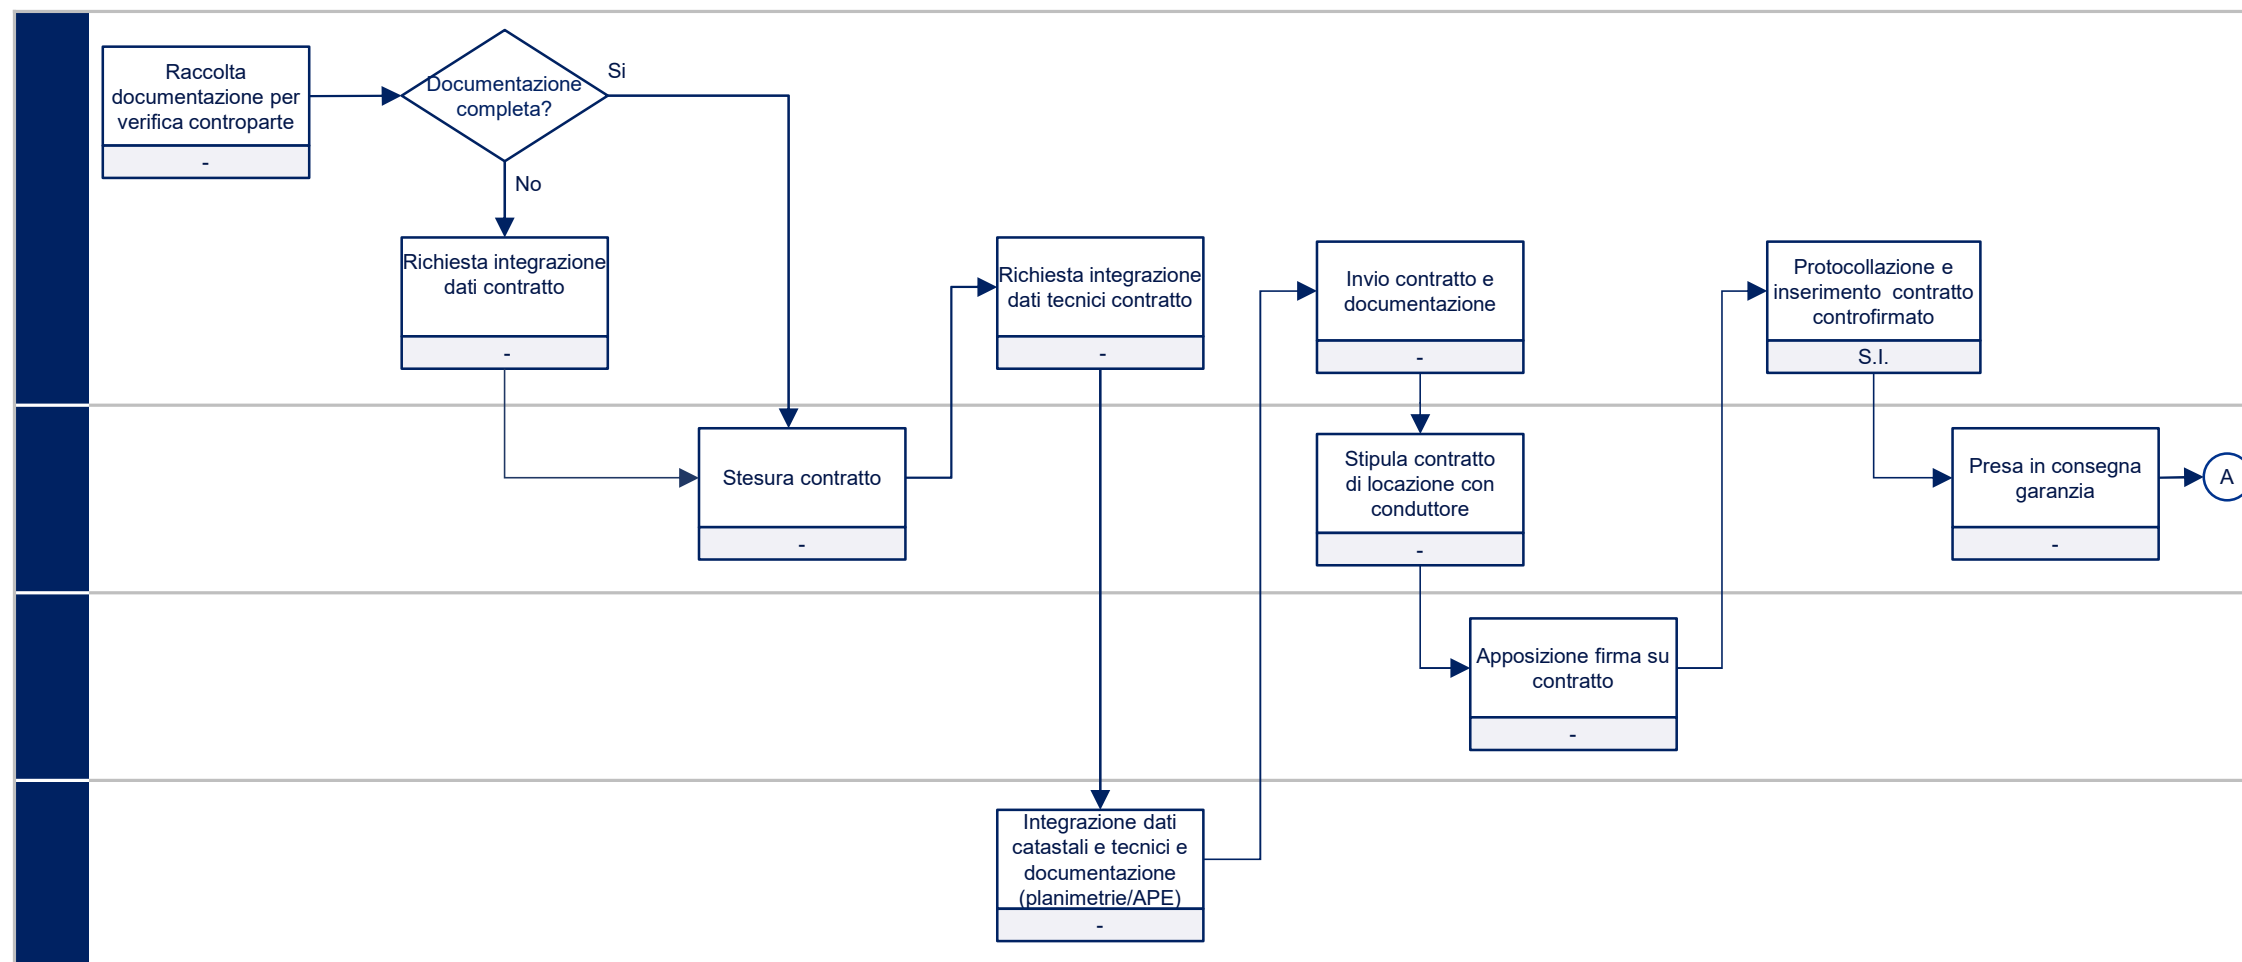 Raccolta
documentazione per
verifica controparte
-
Documentazione
completa?
Si
No
Richiesta integrazione
dati contratto
-
Stesura contratto
-
Richiesta integrazione
dati tecnici contratto
-
Integrazione dati
catastali e tecnici e
documentazione
(planimetrie/APE)
-
Invio contratto e
documentazione
-
Stipula contratto
di locazione con
conduttore
-
Apposizione firma su
contratto
-
Protocollazione e
inserimento  contratto
controfirmato
S.I.
Presa in consegna
garanzia
-
A